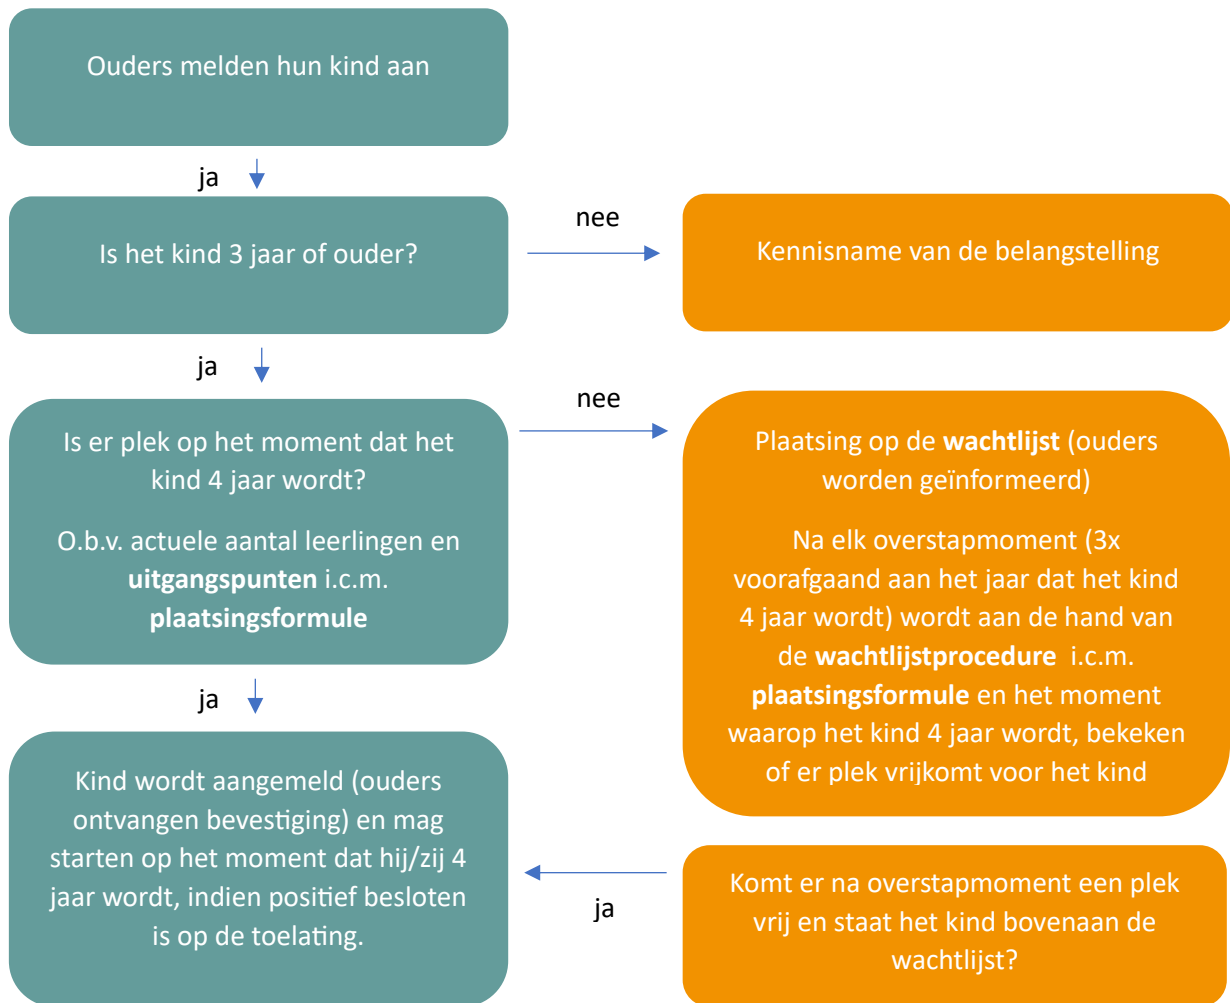 Ouders melden hun kind aan
ja
Is het kind 3 jaar of ouder?
nee
Kennisname van de belangstelling
ja
nee
Is er plek op het moment dat het
kind 4 jaar wordt?
O.b.v. actuele aantal leerlingen en
uitgangspunten i.c.m.
plaatsingsformule
Plaatsing op de wachtlijst (ouders
worden geïnformeerd)
Na elk overstapmoment (3x
voorafgaand aan het jaar dat het kind
4 jaar wordt) wordt aan de hand van
de wachtlijstprocedure i.c.m.
plaatsingsformule en het moment
waarop het kind 4 jaar wordt, bekeken
of er plek vrijkomt voor het kind
ja
Kind wordt aangemeld (ouders
ontvangen bevestiging) en mag
starten op het moment dat hij/zij 4
jaar wordt, indien positief besloten
is op de toelating.
ja
Komt er na overstapmoment een plek
vrij en staat het kind bovenaan de
wachtlijst?